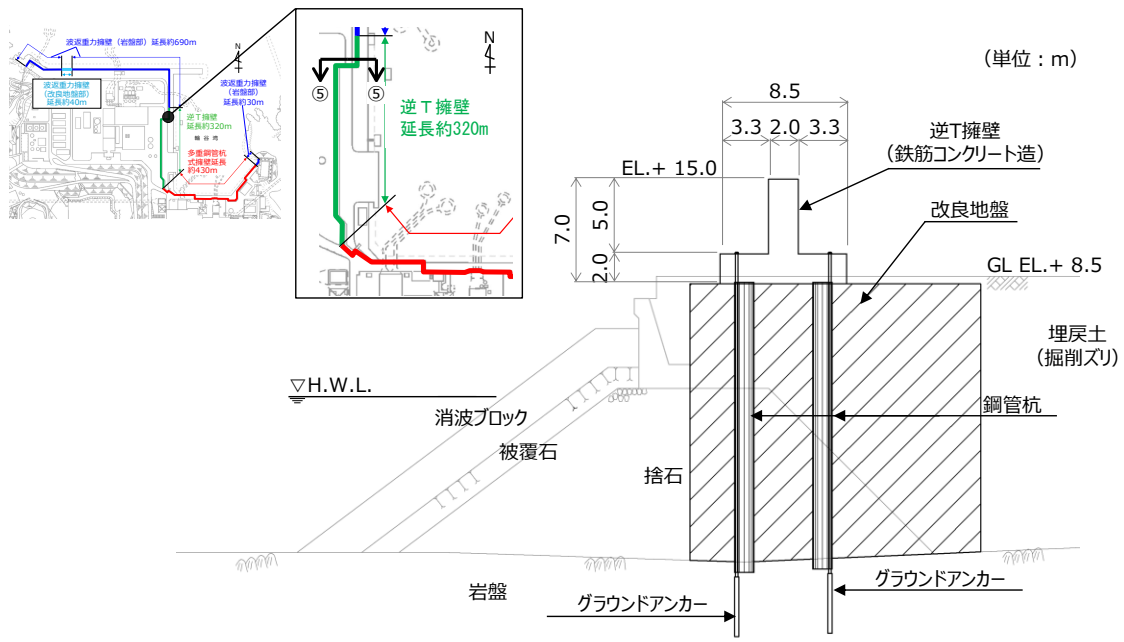 波返重力擁壁（岩盤部）延長約690m
N
波返重力擁壁
（改良地盤部）
延長約40m
波返重力擁壁
（岩盤部）
延長約30m
逆Ｔ擁壁
延長約320m
輪谷湾
多重鋼管杭
式擁壁延長
約430m
N
⑤
⑤
逆Ｔ擁壁
延長約320m
（単位：m）
8.5
3.3
2.0
3.3
逆T擁壁
（鉄筋コンクリート造）
EL.+ 15.0
7.0
5.0
2.0
改良地盤
GL EL.+ 8.5
埋戻土
（掘削ズリ）
▽H.W.L.
消波ブロック
被覆石
捨石
鋼管杭
岩盤
グラウンドアンカー
グラウンドアンカー